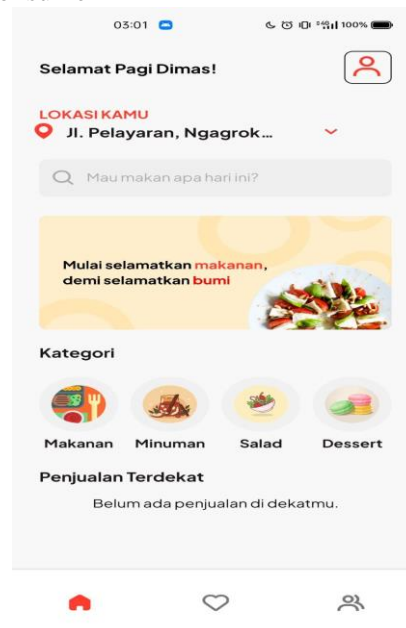 03:01 100%
Selamat Pagi Dimas!
LOKASI KAMU
Jl. Pelayaran, Ngagrok...
Mau makan apa hari ini?
Mulai selamatkan makanan,
demi selamatkan bumi
Kategori
Makanan Minuman Salad Dessert
Penjualan Terdekat
Belum ada penjualan di dekatmu.